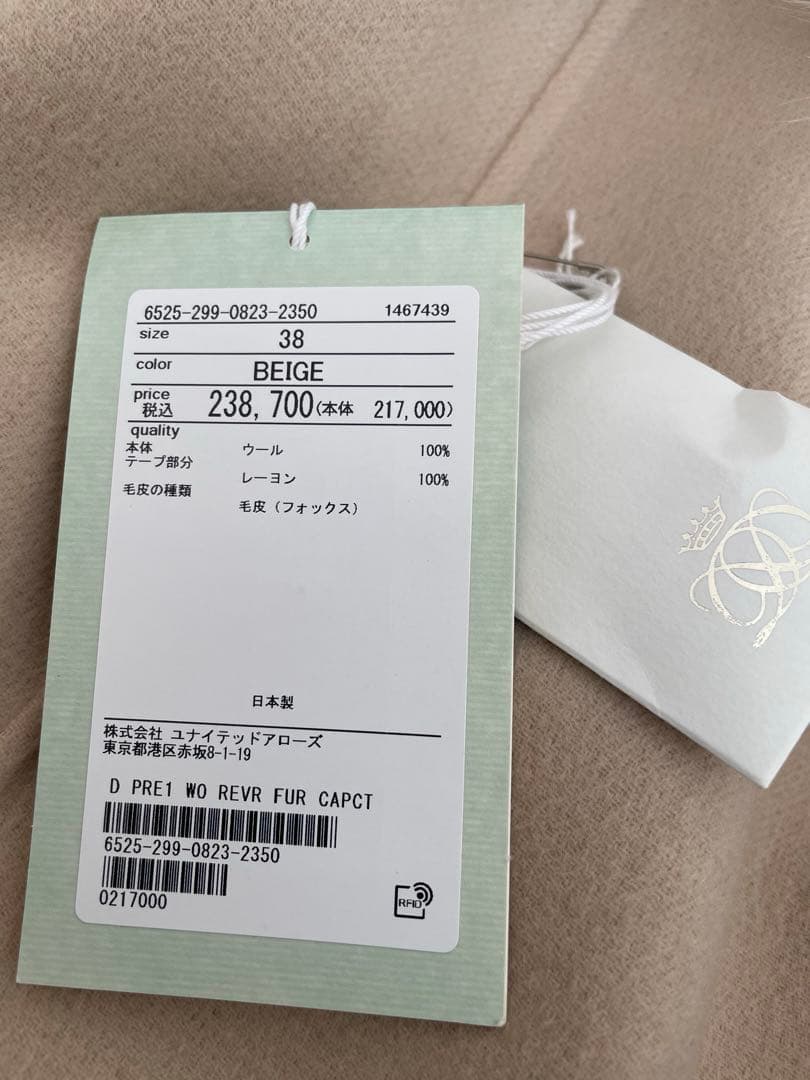 6525-299-0823-2350 1467439
size 38
color BEIGE
price 税込 238,700(本体 217,000)
quality
本体 ウール 100%
テープ部分 レーヨン 100%
毛皮の種類 毛皮(フォックス)
日本製
株式会社 ユナイテッドアローズ
東京都港区赤坂8-1-19
D PRE1 WO REVR FUR CAPCT
6525-299-0823-2350
0217000
RFID